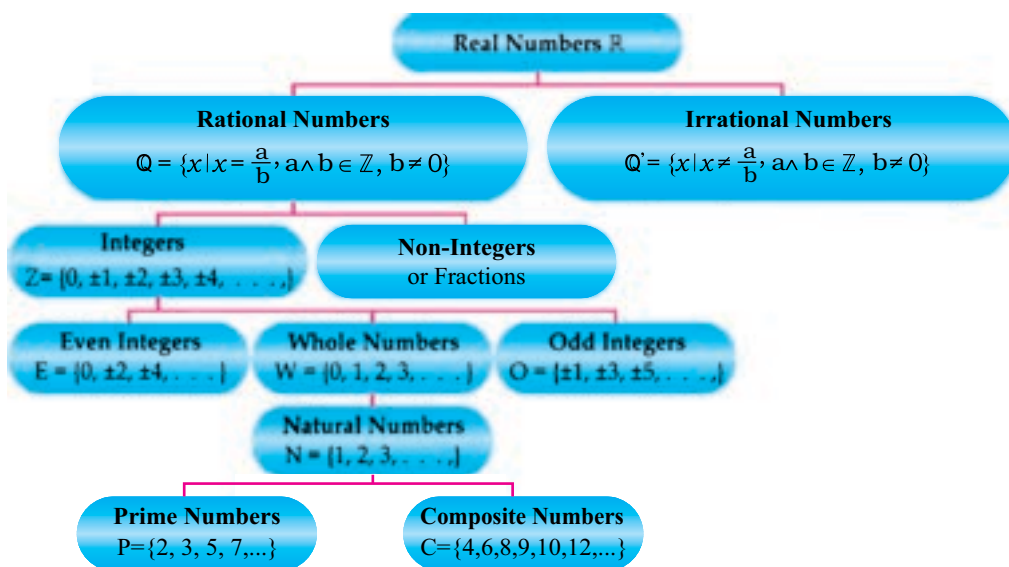 Real Numbers ℝ
Rational Numbers
ℚ = {x|x = a/b, a∧b ∈ ℤ, b≠0}
Irrational Numbers
ℚ'= {x|x ≠ a/b, a∧b ∈ ℤ, b≠0}
Integers
Z= {0, ±1, ±2, ±3, ±4, . . . .,}
Non-Integers
or Fractions
Even Integers
E = {0, ±2, ±4, . . . }
Whole Numbers
W = {0, 1, 2, 3, . . . }
Odd Integers
O = {±1, ±3, ±5, . . . .,}
Natural Numbers
N = {1, 2, 3, . . . .,}
Prime Numbers
P={2, 3, 5, 7,...}
Composite Numbers
C={4,6,8,9,10,12,...}